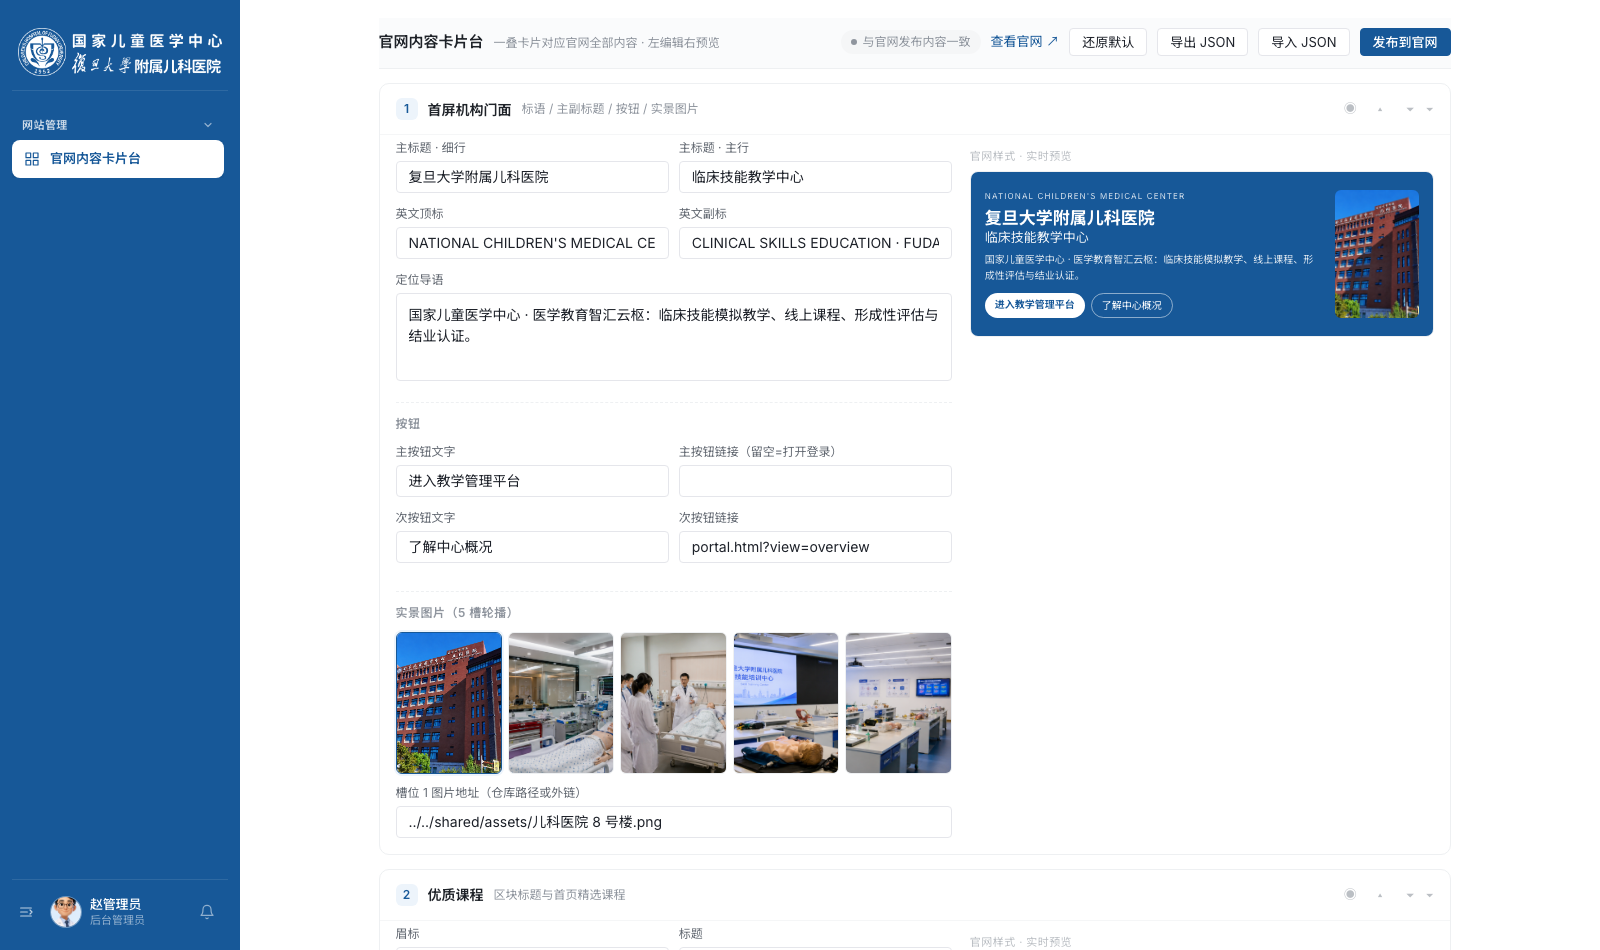 国家儿童医学中心
復旦大学附属儿科医院
1952
网站管理
官网内容卡片台
赵管理员
后台管理员
官网内容卡片台 一叠卡片对应官网全部内容 · 左编辑右预览
与官网发布内容一致 查看官网 ↗ 还原默认 导出 JSON 导入 JSON 发布到官网
1 首屏机构门面 标语 / 主副标题 / 按钮 / 实景图片
主标题 · 细行 主标题 · 主行
复旦大学附属儿科医院 临床技能教学中心
英文顶标 英文副标
NATIONAL CHILDREN'S MEDICAL CE CLINICAL SKILLS EDUCATION · FUDA
定位导语
国家儿童医学中心 · 医学教育智汇云枢：临床技能模拟教学、线上课程、形成性评估与
结业认证。
按钮
主按钮文字 主按钮链接（留空=打开登录）
进入教学管理平台
次按钮文字 次按钮链接
了解中心概况 portal.html?view=overview
实景图片（5 槽轮播）
槽位 1 图片地址（仓库路径或外链）
../../shared/assets/儿科医院 8 号楼.png
官网样式 · 实时预览
NATIONAL CHILDREN'S MEDICAL CENTER
复旦大学附属儿科医院
临床技能教学中心
国家儿童医学中心 · 医学教育智汇云枢：临床技能模拟教学、线上课程、形
成性评估与结业认证。
进入教学管理平台 了解中心概况
2 优质课程 区块标题与首页精选课程
眉标 标题
官网样式 · 实时预览